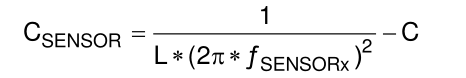 C_SENSOR = 1 / (L * (2π * f_SENSORx)^2) - C